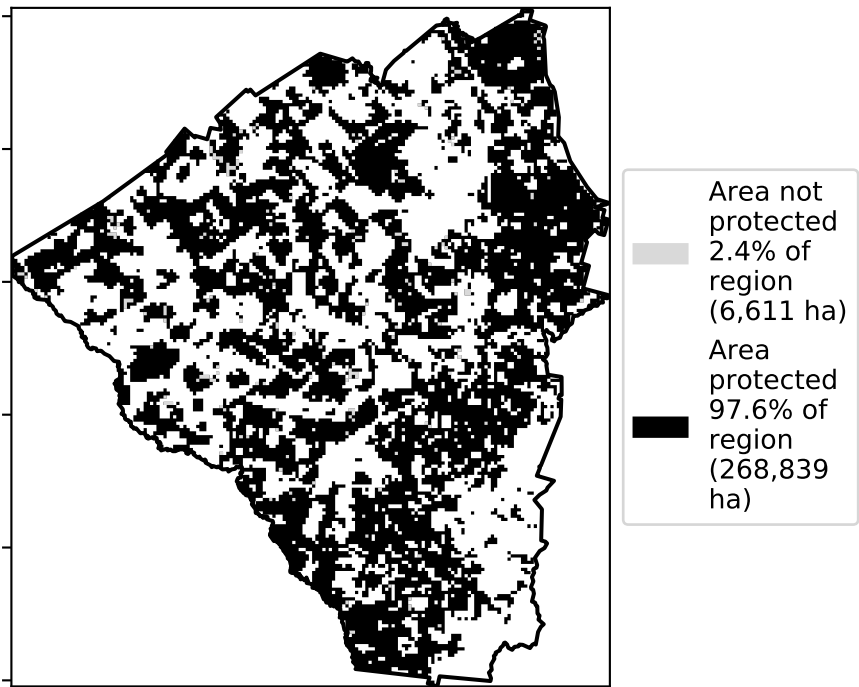 Area not
protected
2.4% of
region
(6,611 ha)
Area
protected
97.6% of
region
(268,839
ha)